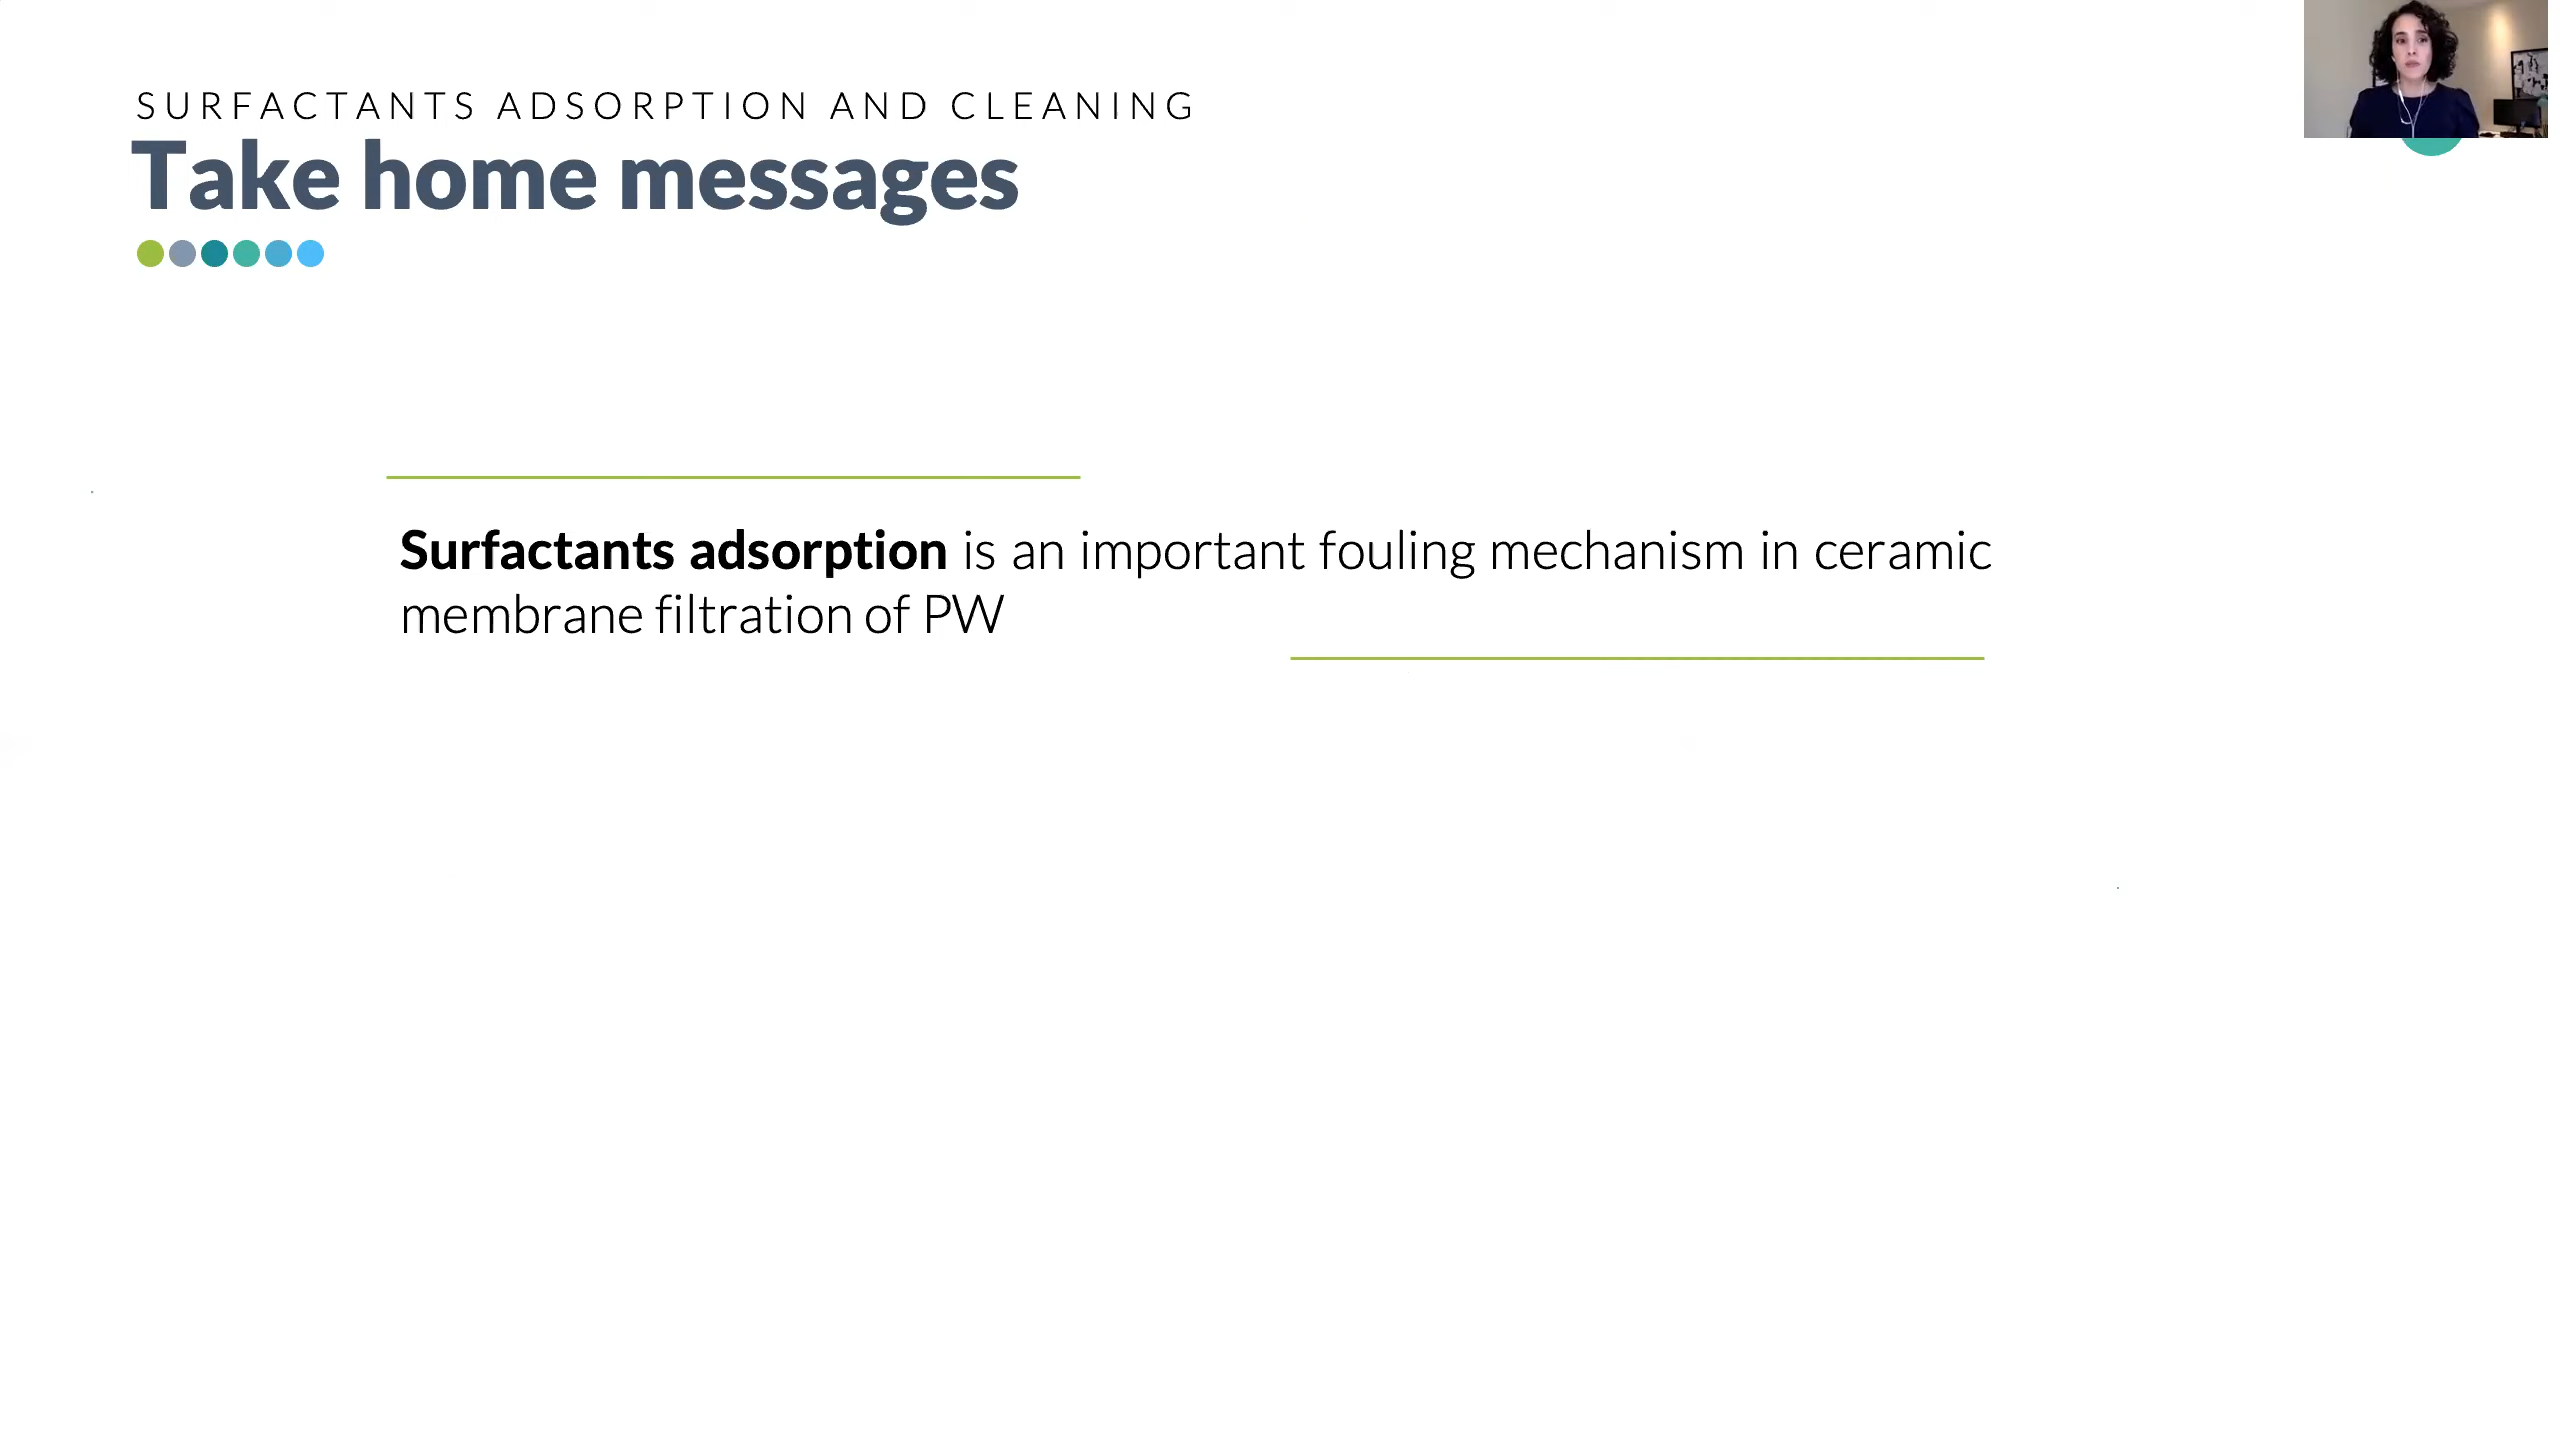 SURFACTANTS ADSORPTION AND CLEANING
Take home messages
Surfactants adsorption is an important fouling mechanism in ceramic
membrane filtration of PW